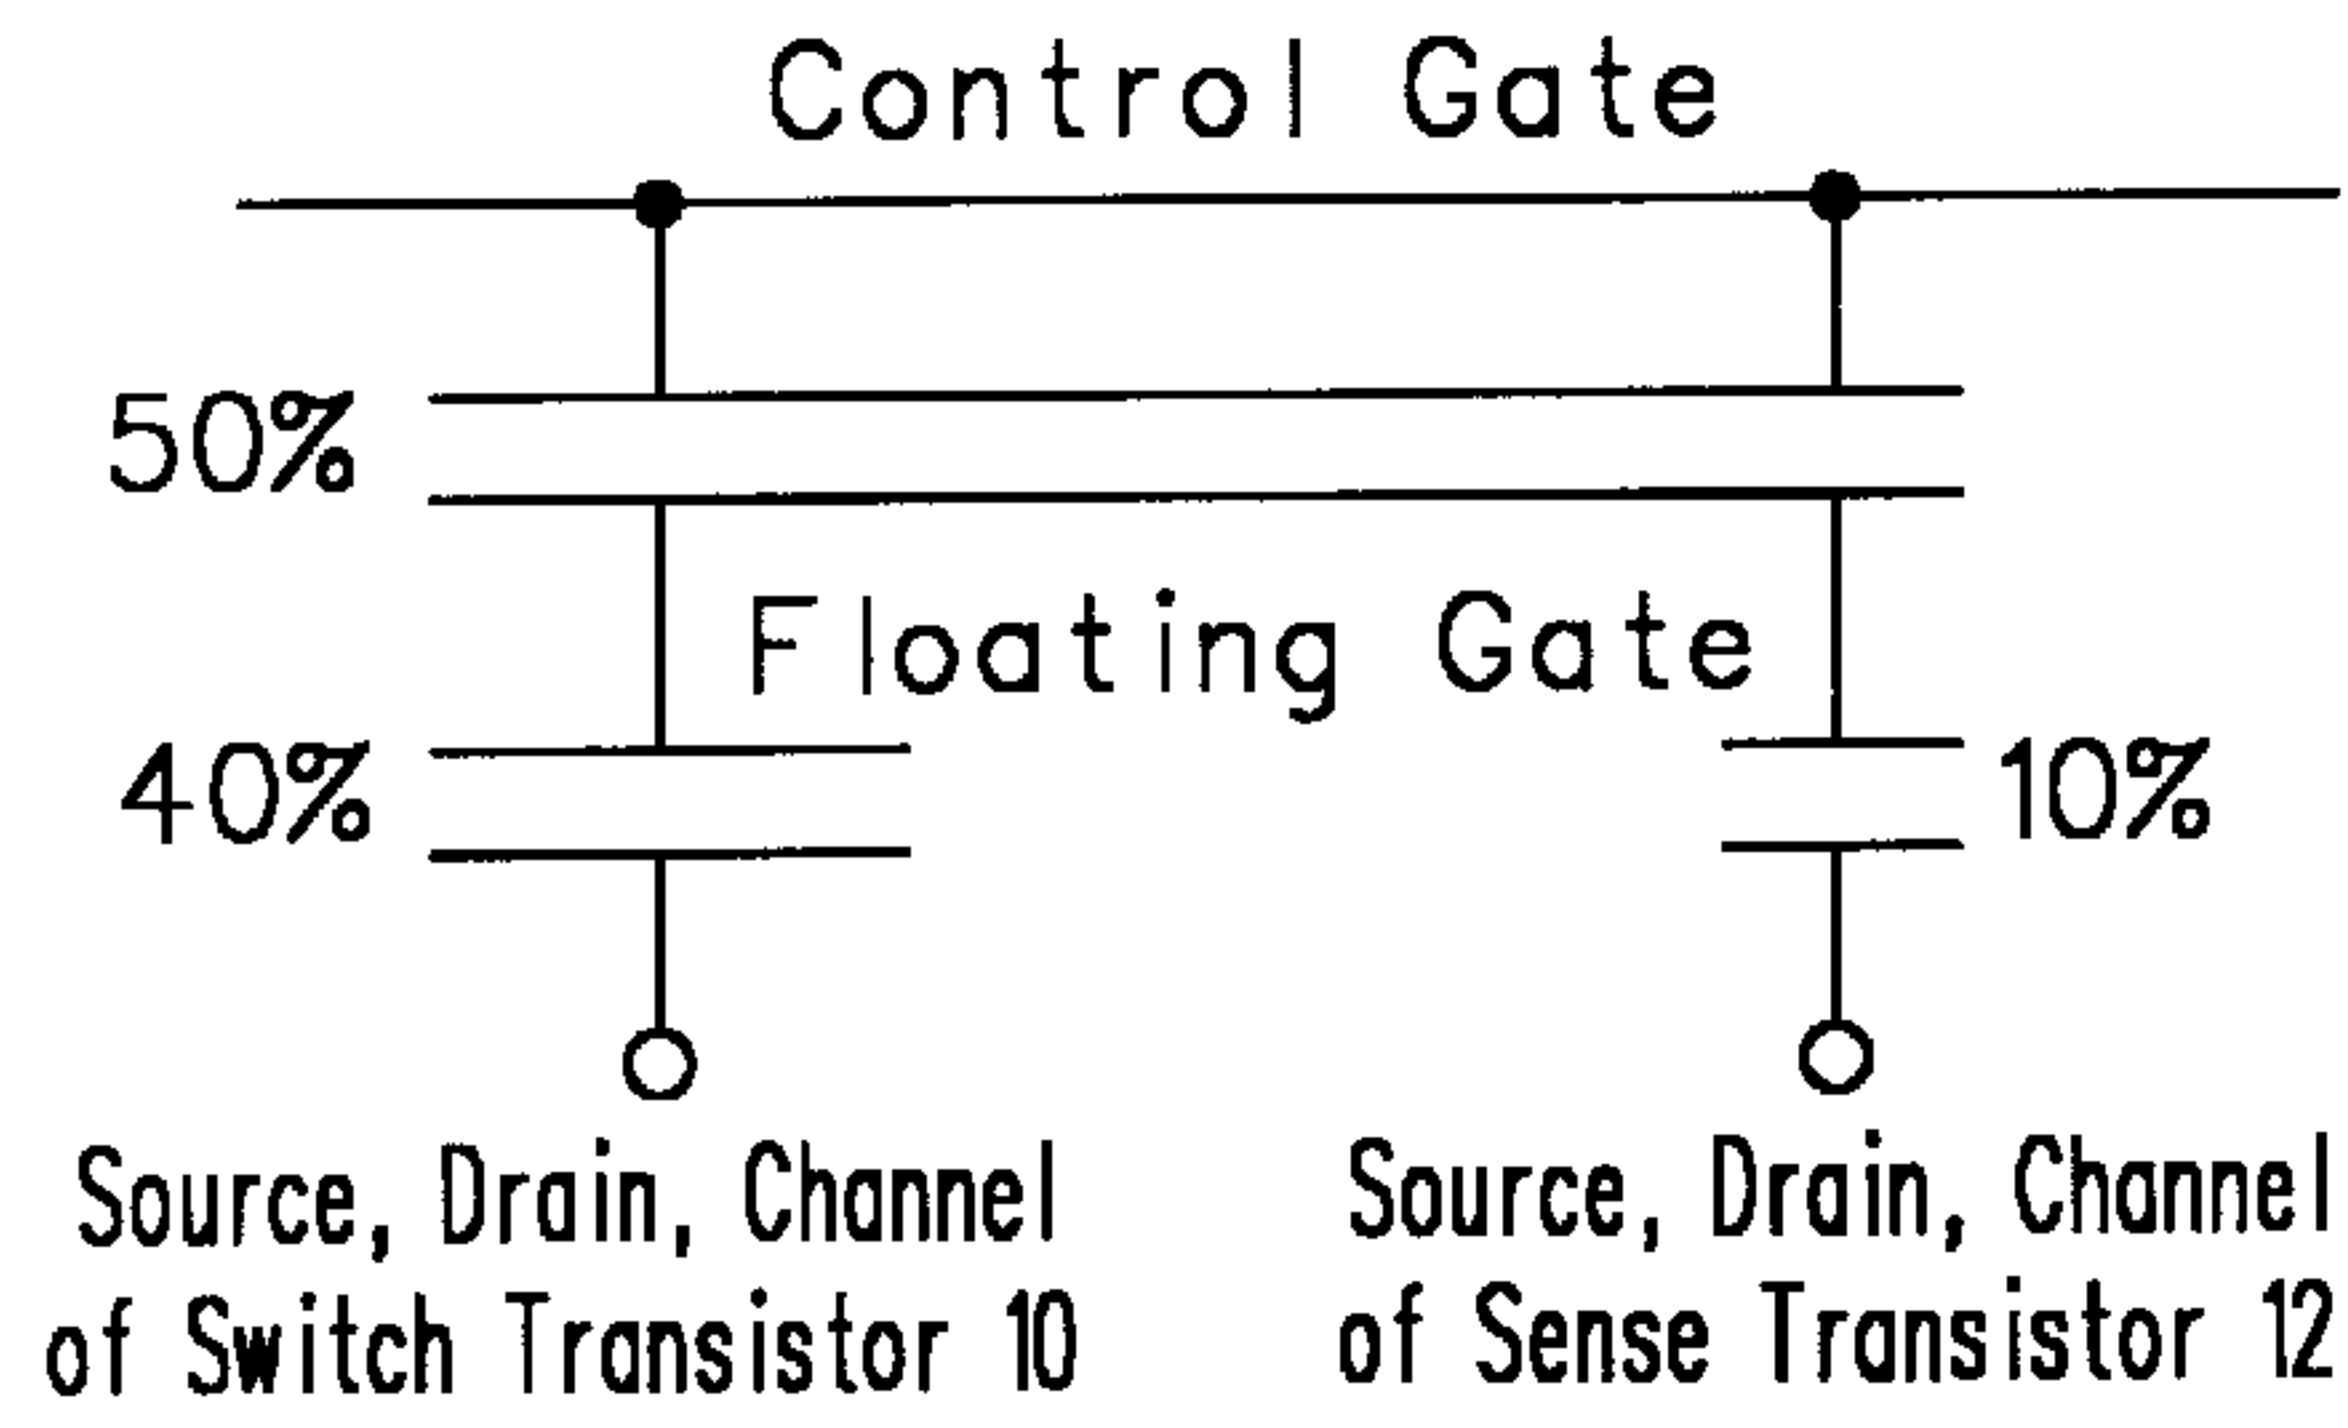 Control Gate
50%
Floating Gate
40%
10%
Source, Drain, Channel
of Switch Transistor 10
Source, Drain, Channel
of Sense Transistor 12